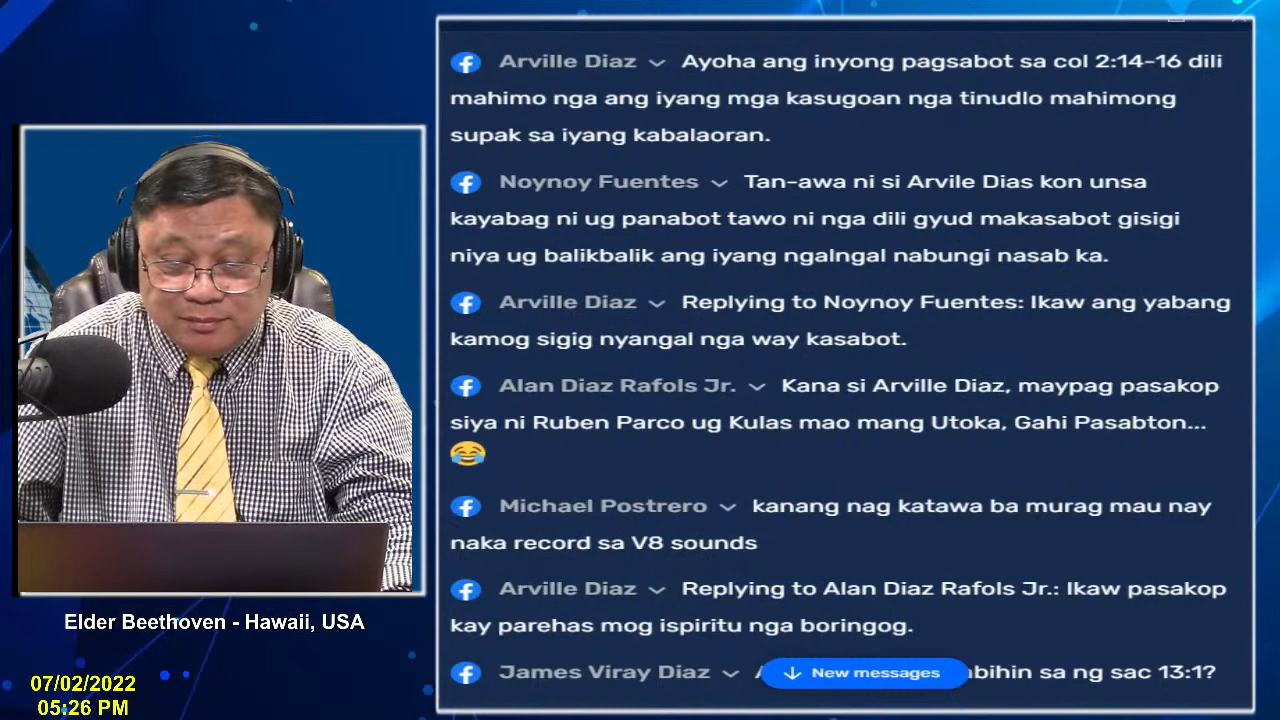 Arville Diaz Ayoha ang inyong pagsabot sa col 2:14-16 dili
mahimo nga ang iyang mga kasugoan nga tinudlo mahimong
supak sa iyang kabalaoran.
Noynoy Fuentes Tan-awa ni si Arvile Dias kon unsa
kayabag ni ug panabot tawo ni nga dili gyud makasabot gisigi
niya ug balikbalik ang iyang ngalngal nabungi nasab ka.
Arville Diaz Replying to Noynoy Fuentes: Ikaw ang yabang
kamog sigig nyangal nga way kasabot.
Alan Diaz Rafols Jr. Kana si Arville Diaz, maypag pasakop
siya ni Ruben Parco ug Kulas mao mang Utoka, Gahi Pasabton...
😂
Michael Postrero kanang nag katawa ba murag mau nay
naka record sa V8 sounds
Arville Diaz Replying to Alan Diaz Rafols Jr.: Ikaw pasakop
kay parehas mog ispiritu nga boringog.
James Viray Diaz sa ng sac 13:1?
New messages
Elder Beethoven - Hawaii, USA
07/02/2022
05:26 PM